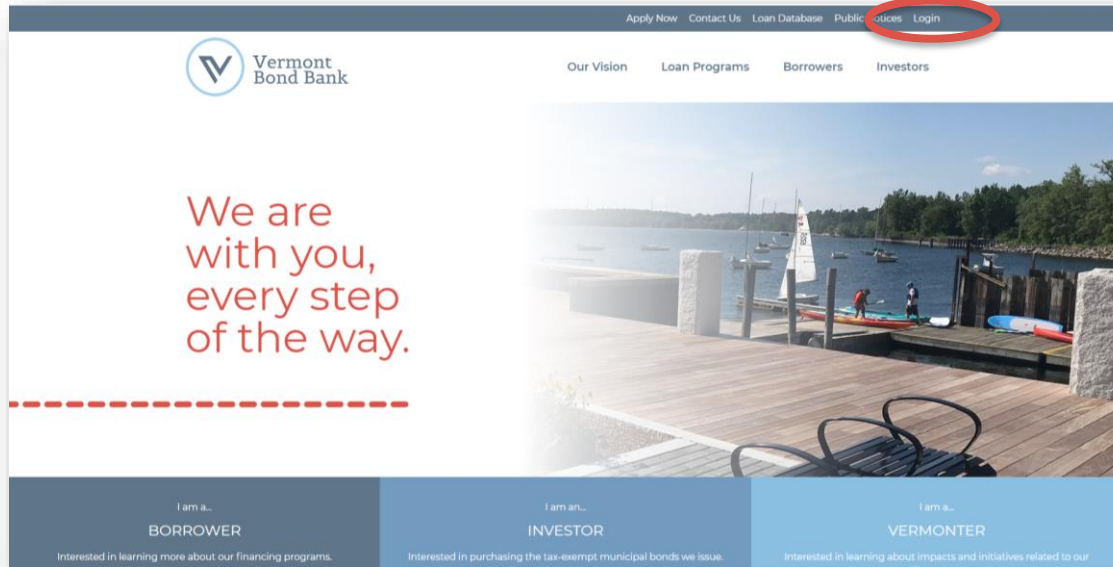 Apply Now Contact Us Loan Database Public Notices Login
Vermont
Bond Bank
Our Vision Loan Programs Borrowers Investors
We are
with you,
every step
of the way.
I am a...
BORROWER
Interested in learning more about our financing programs.
I am an...
INVESTOR
Interested in purchasing the tax-exempt municipal bonds we issue.
I am a...
VERMONTER
Interested in learning about impacts and initiatives related to our